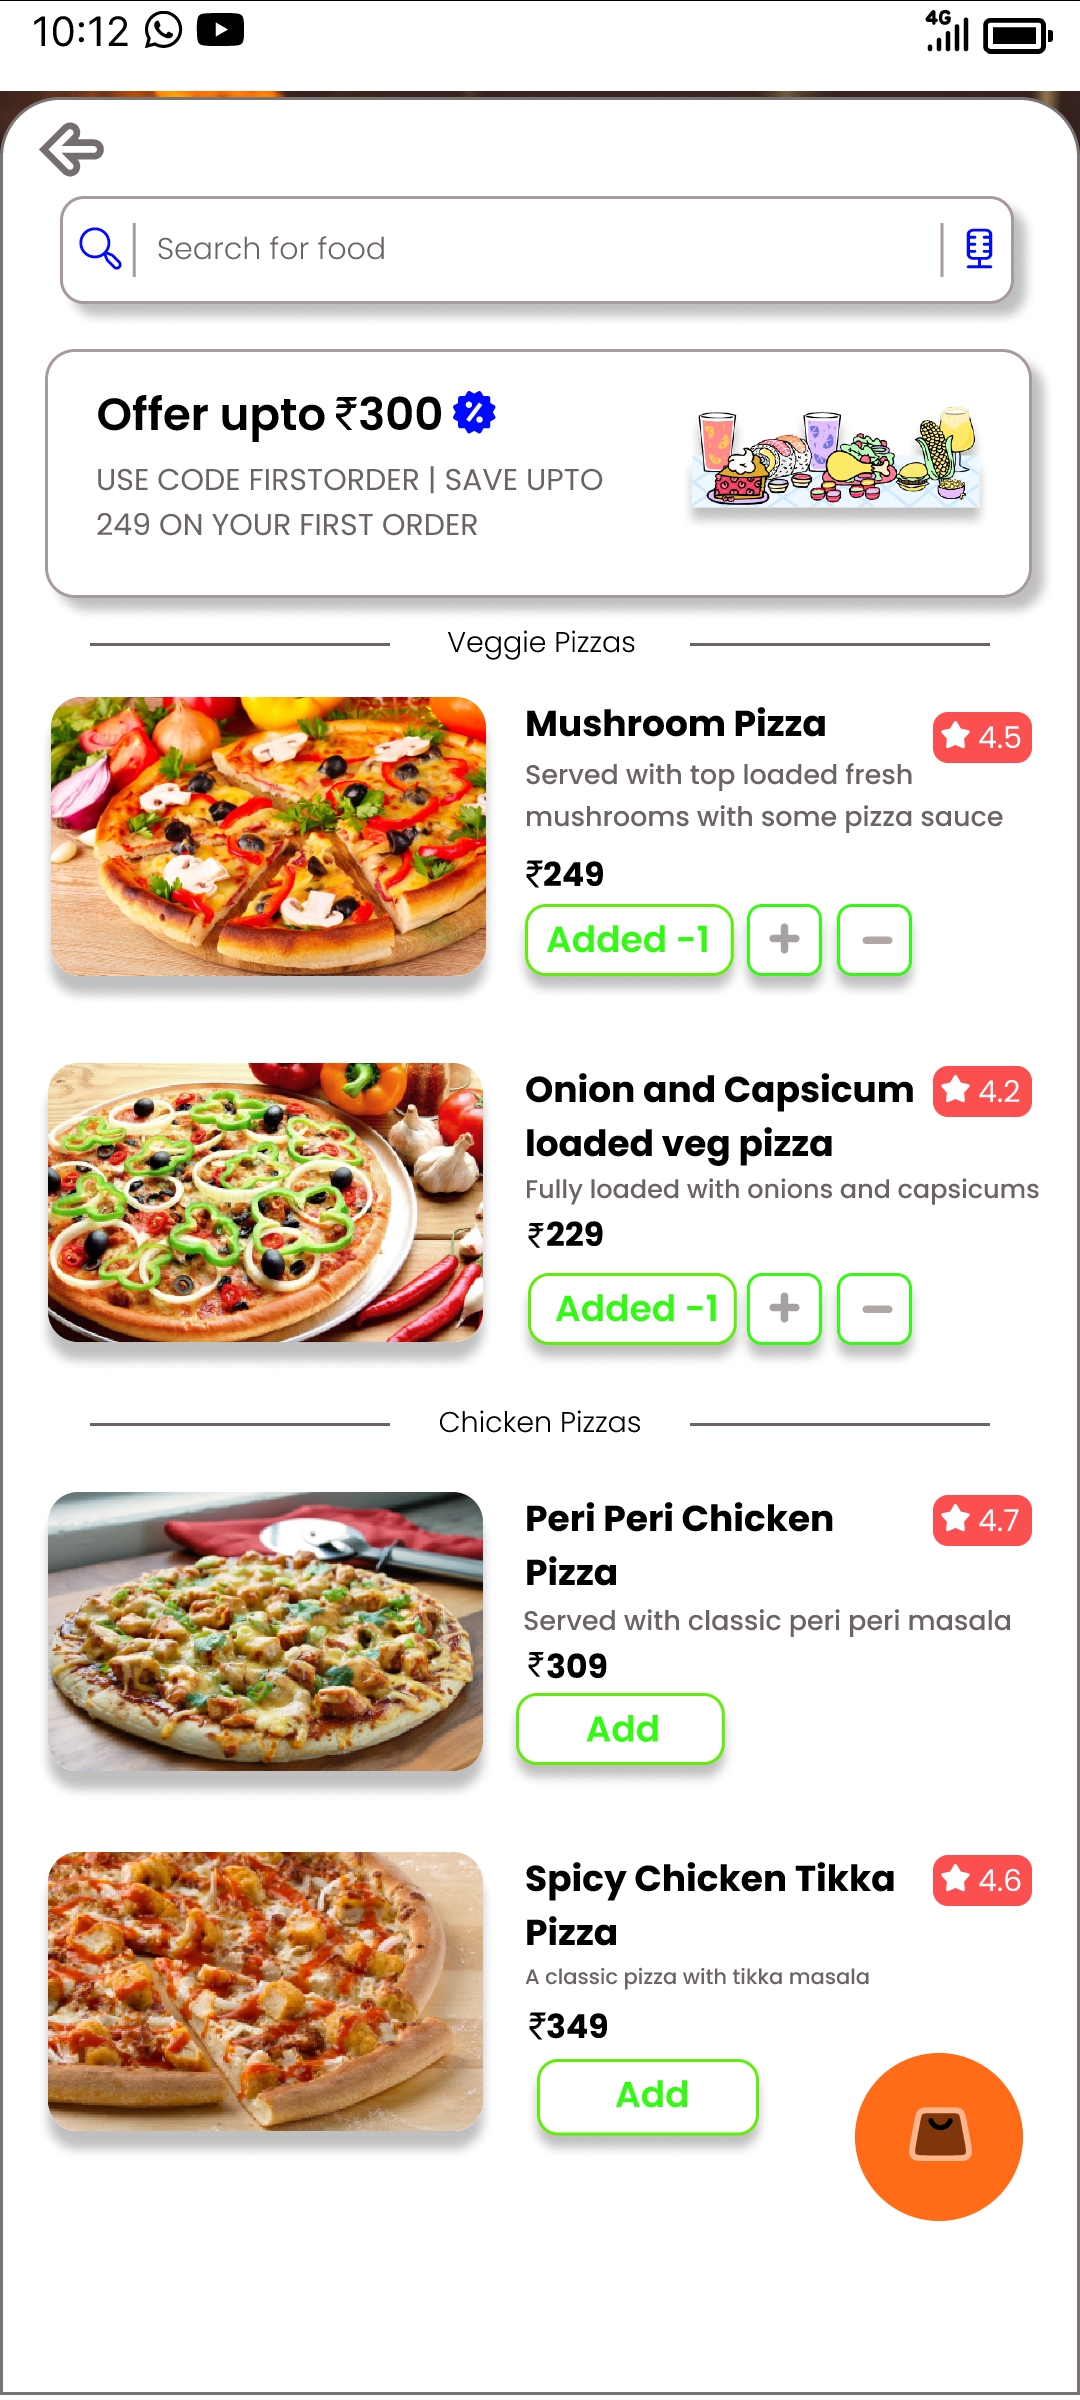 10:12
4G
Search for food
Offer upto ₹300
USE CODE FIRSTORDER | SAVE UPTO
249 ON YOUR FIRST ORDER
Veggie Pizzas
Mushroom Pizza
4.5
Served with top loaded fresh
mushrooms with some pizza sauce
₹249
Added -1 + −
Onion and Capsicum
4.2
loaded veg pizza
Fully loaded with onions and capsicums
₹229
Added -1 + −
Chicken Pizzas
Peri Peri Chicken
4.7
Pizza
Served with classic peri peri masala
₹309
Add
Spicy Chicken Tikka
4.6
Pizza
A classic pizza with tikka masala
₹349
Add